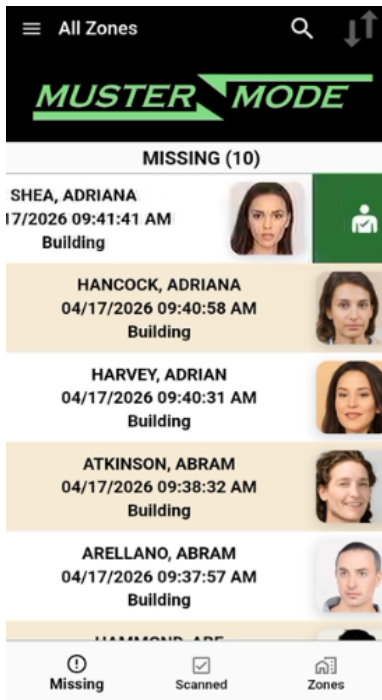 All Zones
MUSTER MODE
MISSING (10)
SHEA, ADRIANA
17/2026 09:41:41 AM
Building
HANCOCK, ADRIANA
04/17/2026 09:40:58 AM
Building
HARVEY, ADRIAN
04/17/2026 09:40:31 AM
Building
ATKINSON, ABRAM
04/17/2026 09:38:32 AM
Building
ARELLANO, ABRAM
04/17/2026 09:37:57 AM
Building
HAMMOND, ABE
Missing
Scanned
Zones